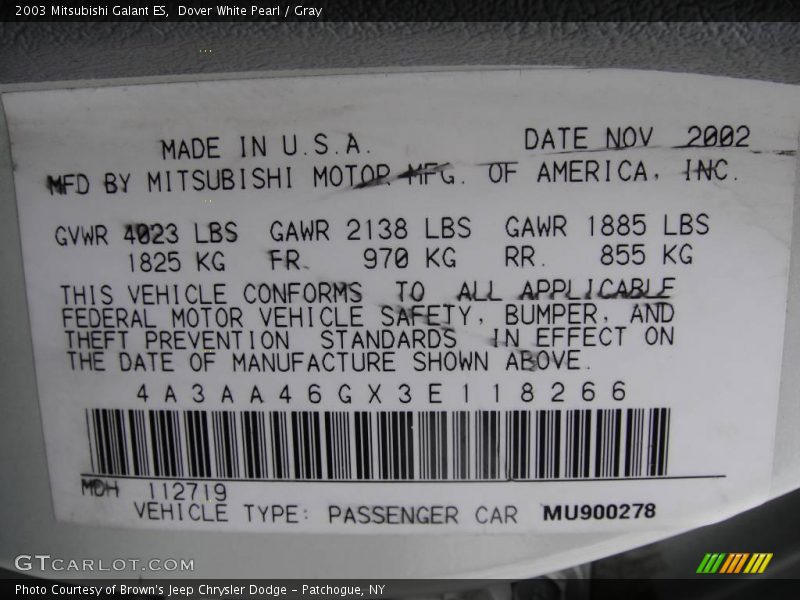 2003 Mitsubishi Galant ES,  Dover White Pearl / Gray
MADE IN U.S.A. DATE NOV 2002
MFD BY MITSUBISHI MOTOR MFG. OF AMERICA, INC.
GVWR 4023 LBS GAWR 2138 LBS GAWR 1885 LBS
1825 KG FR. 970 KG RR. 855 KG
THIS VEHICLE CONFORMS TO ALL APPLICABLE
FEDERAL MOTOR VEHICLE SAFETY, BUMPER, AND
THEFT PREVENTION STANDARDS IN EFFECT ON
THE DATE OF MANUFACTURE SHOWN ABOVE.
4A3AA46GX3E118266
MDH 112719
VEHICLE TYPE: PASSENGER CAR MU900278
GTCARLOT.COM
Photo Courtesy of Brown's Jeep Chrysler Dodge - Patchogue, NY